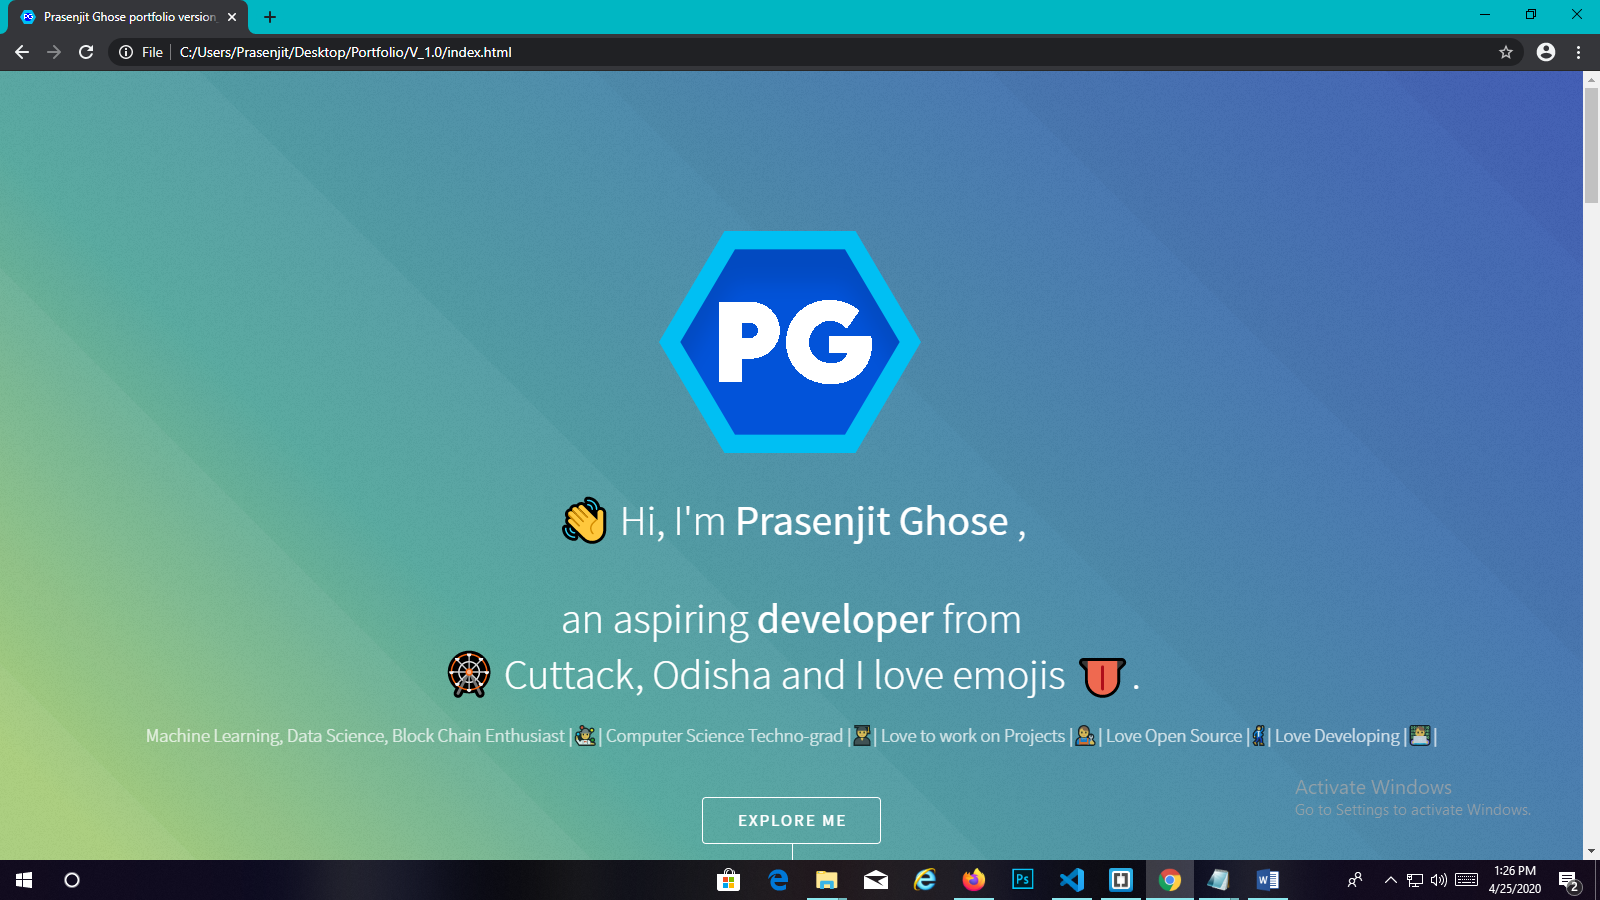 Prasenjit Ghose portfolio version
File
C:/Users/Prasenjit/Desktop/Portfolio/V_1.0/index.html
PG
👋 Hi, I'm Prasenjit Ghose ,
an aspiring developer from
🎡 Cuttack, Odisha and I love emojis 👅 .
Machine Learning, Data Science, Block Chain Enthusiast | | Computer Science Techno-grad | | Love to work on Projects | | Love Open Source | | Love Developing | |
EXPLORE ME
Activate Windows
Go to Settings to activate Windows.
Ps
1:26 PM
4/25/2020
2